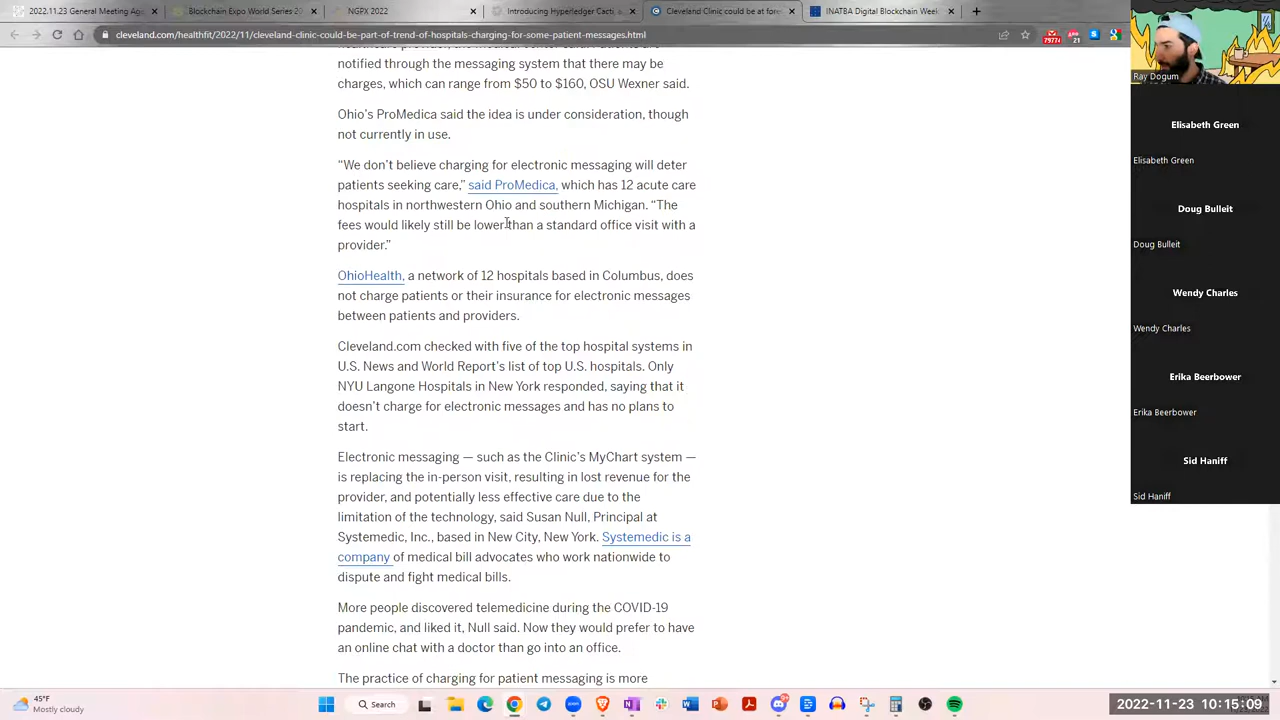 2022.11.23 General Meeting Age
Blockchain Expo World Series 20
NGPX 2022
Introducing Hyperledger Cacti, a
Cleveland Clinic could be at fore
INATBA Digital Blockchain Week
cleveland.com/healthfit/2022/11/cleveland-clinic-could-be-part-of-trend-of-hospitals-charging-for-some-patient-messages.html
notified through the messaging system that there may be
charges, which can range from $50 to $160, OSU Wexner said.
Ohio's ProMedica said the idea is under consideration, though
not currently in use.
“We don't believe charging for electronic messaging will deter
patients seeking care,” said ProMedica, which has 12 acute care
hospitals in northwestern Ohio and southern Michigan. “The
fees would likely still be lower than a standard office visit with a
provider.”
OhioHealth, a network of 12 hospitals based in Columbus, does
not charge patients or their insurance for electronic messages
between patients and providers.
Cleveland.com checked with five of the top hospital systems in
U.S. News and World Report's list of top U.S. hospitals. Only
NYU Langone Hospitals in New York responded, saying that it
doesn't charge for electronic messages and has no plans to
start.
Electronic messaging — such as the Clinic's MyChart system —
is replacing the in-person visit, resulting in lost revenue for the
provider, and potentially less effective care due to the
limitation of the technology, said Susan Null, Principal at
Systemedic, Inc., based in New City, New York. Systemedic is a
company of medical bill advocates who work nationwide to
dispute and fight medical bills.
More people discovered telemedicine during the COVID-19
pandemic, and liked it, Null said. Now they would prefer to have
an online chat with a doctor than go into an office.
The practice of charging for patient messaging is more
Ray Dogum
Elisabeth Green
Elisabeth Green
Doug Bulleit
Doug Bulleit
Wendy Charles
Wendy Charles
Erika Beerbower
Erika Beerbower
Sid Haniff
Sid Haniff
45°F
Mostly cloudy
Search
2022-11-23 10:15:09